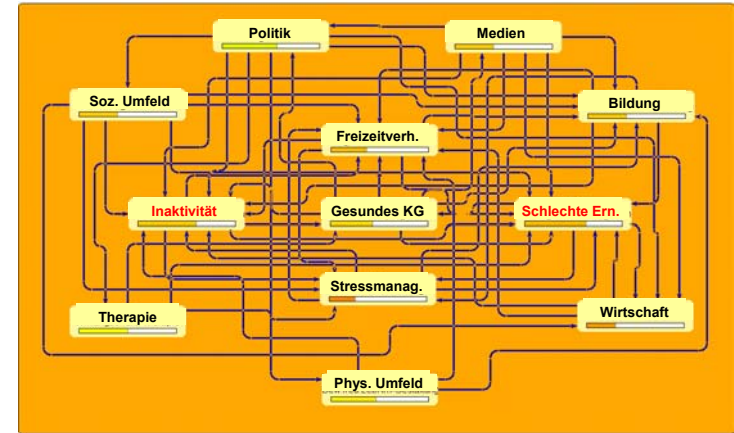 Politik
Medien
Soz. Umfeld
Bildung
Freizeitverh.
Inaktivität
Gesundes KG
Schlechte Ern.
Stressmanag.
Therapie
Wirtschaft
Phys. Umfeld